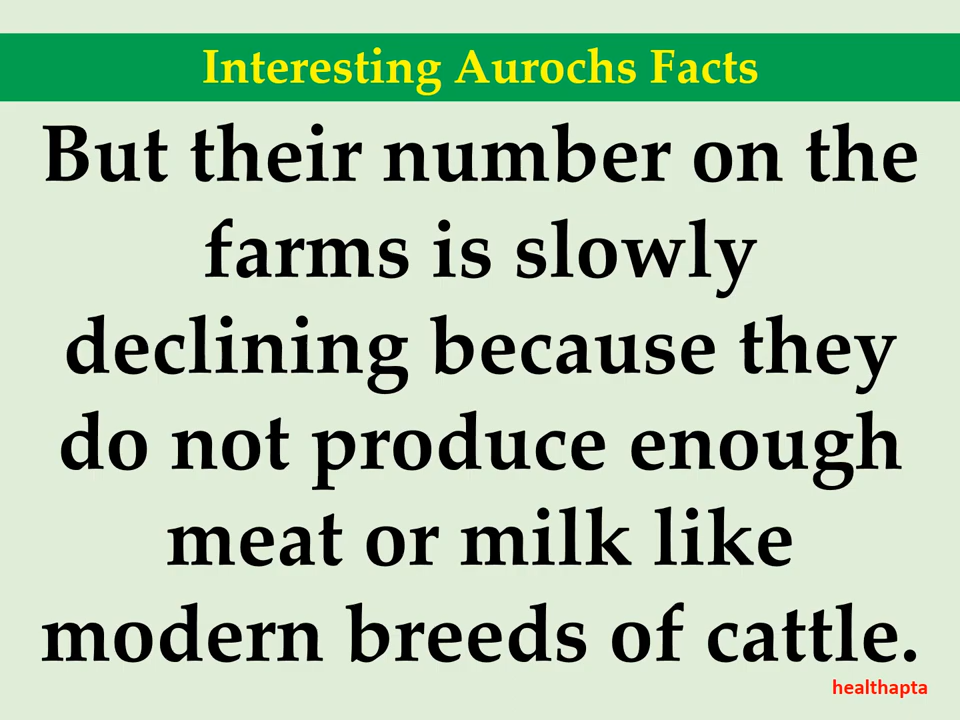 Interesting Aurochs Facts
But their number on the
farms is slowly
declining because they
do not produce enough
meat or milk like
modern breeds of cattle.
healthapta